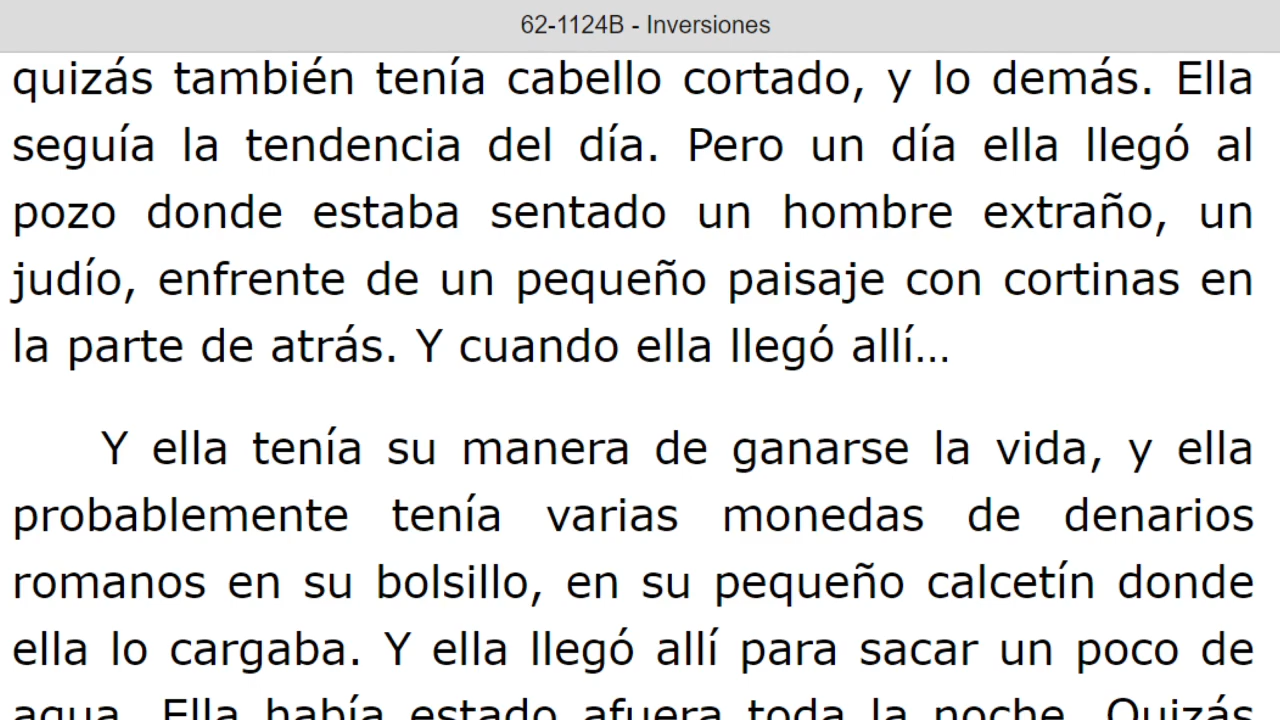 62-1124B - Inversiones
quizás también tenía cabello cortado, y lo demás. Ella
seguía la tendencia del día. Pero un día ella llegó al
pozo donde estaba sentado un hombre extraño, un
judío, enfrente de un pequeño paisaje con cortinas en
la parte de atrás. Y cuando ella llegó allí...
Y ella tenía su manera de ganarse la vida, y ella
probablemente tenía varias monedas de denarios
romanos en su bolsillo, en su pequeño calcetín donde
ella lo cargaba. Y ella llegó allí para sacar un poco de
agua. Ella había estado afuera toda la noche. Quizás